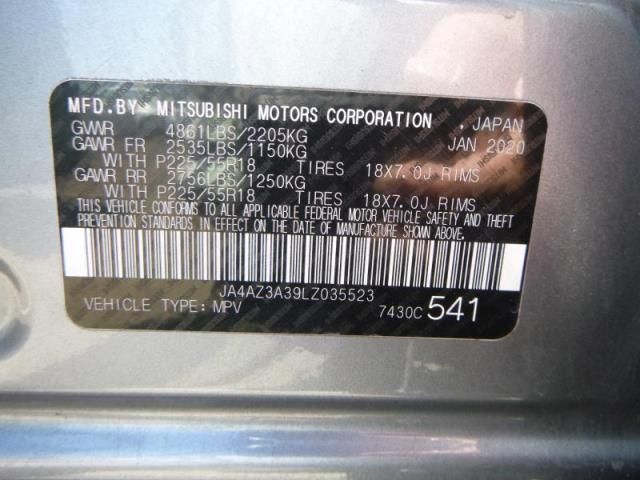 MFD. BY MITSUBISHI MOTORS CORPORATION , JAPAN
GVWR 4861LBS/2205KG JAN 2020
GAWR FR 2535LBS/1150KG
WITH P225/55R18 TIRES 18X7.0J RIMS
GAWR RR 2756LBS/1250KG
WITH P225/55R18 TIRES 18X7.0J RIMS
THIS VEHICLE CONFORMS TO ALL APPLICABLE FEDERAL MOTOR VEHICLE SAFETY AND THEFT
PREVENTION STANDARDS IN EFFECT ON THE DATE OF MANUFACTURE SHOWN ABOVE.
JA4AZ3A39LZ035523
VEHICLE TYPE: MPV 7430C 541